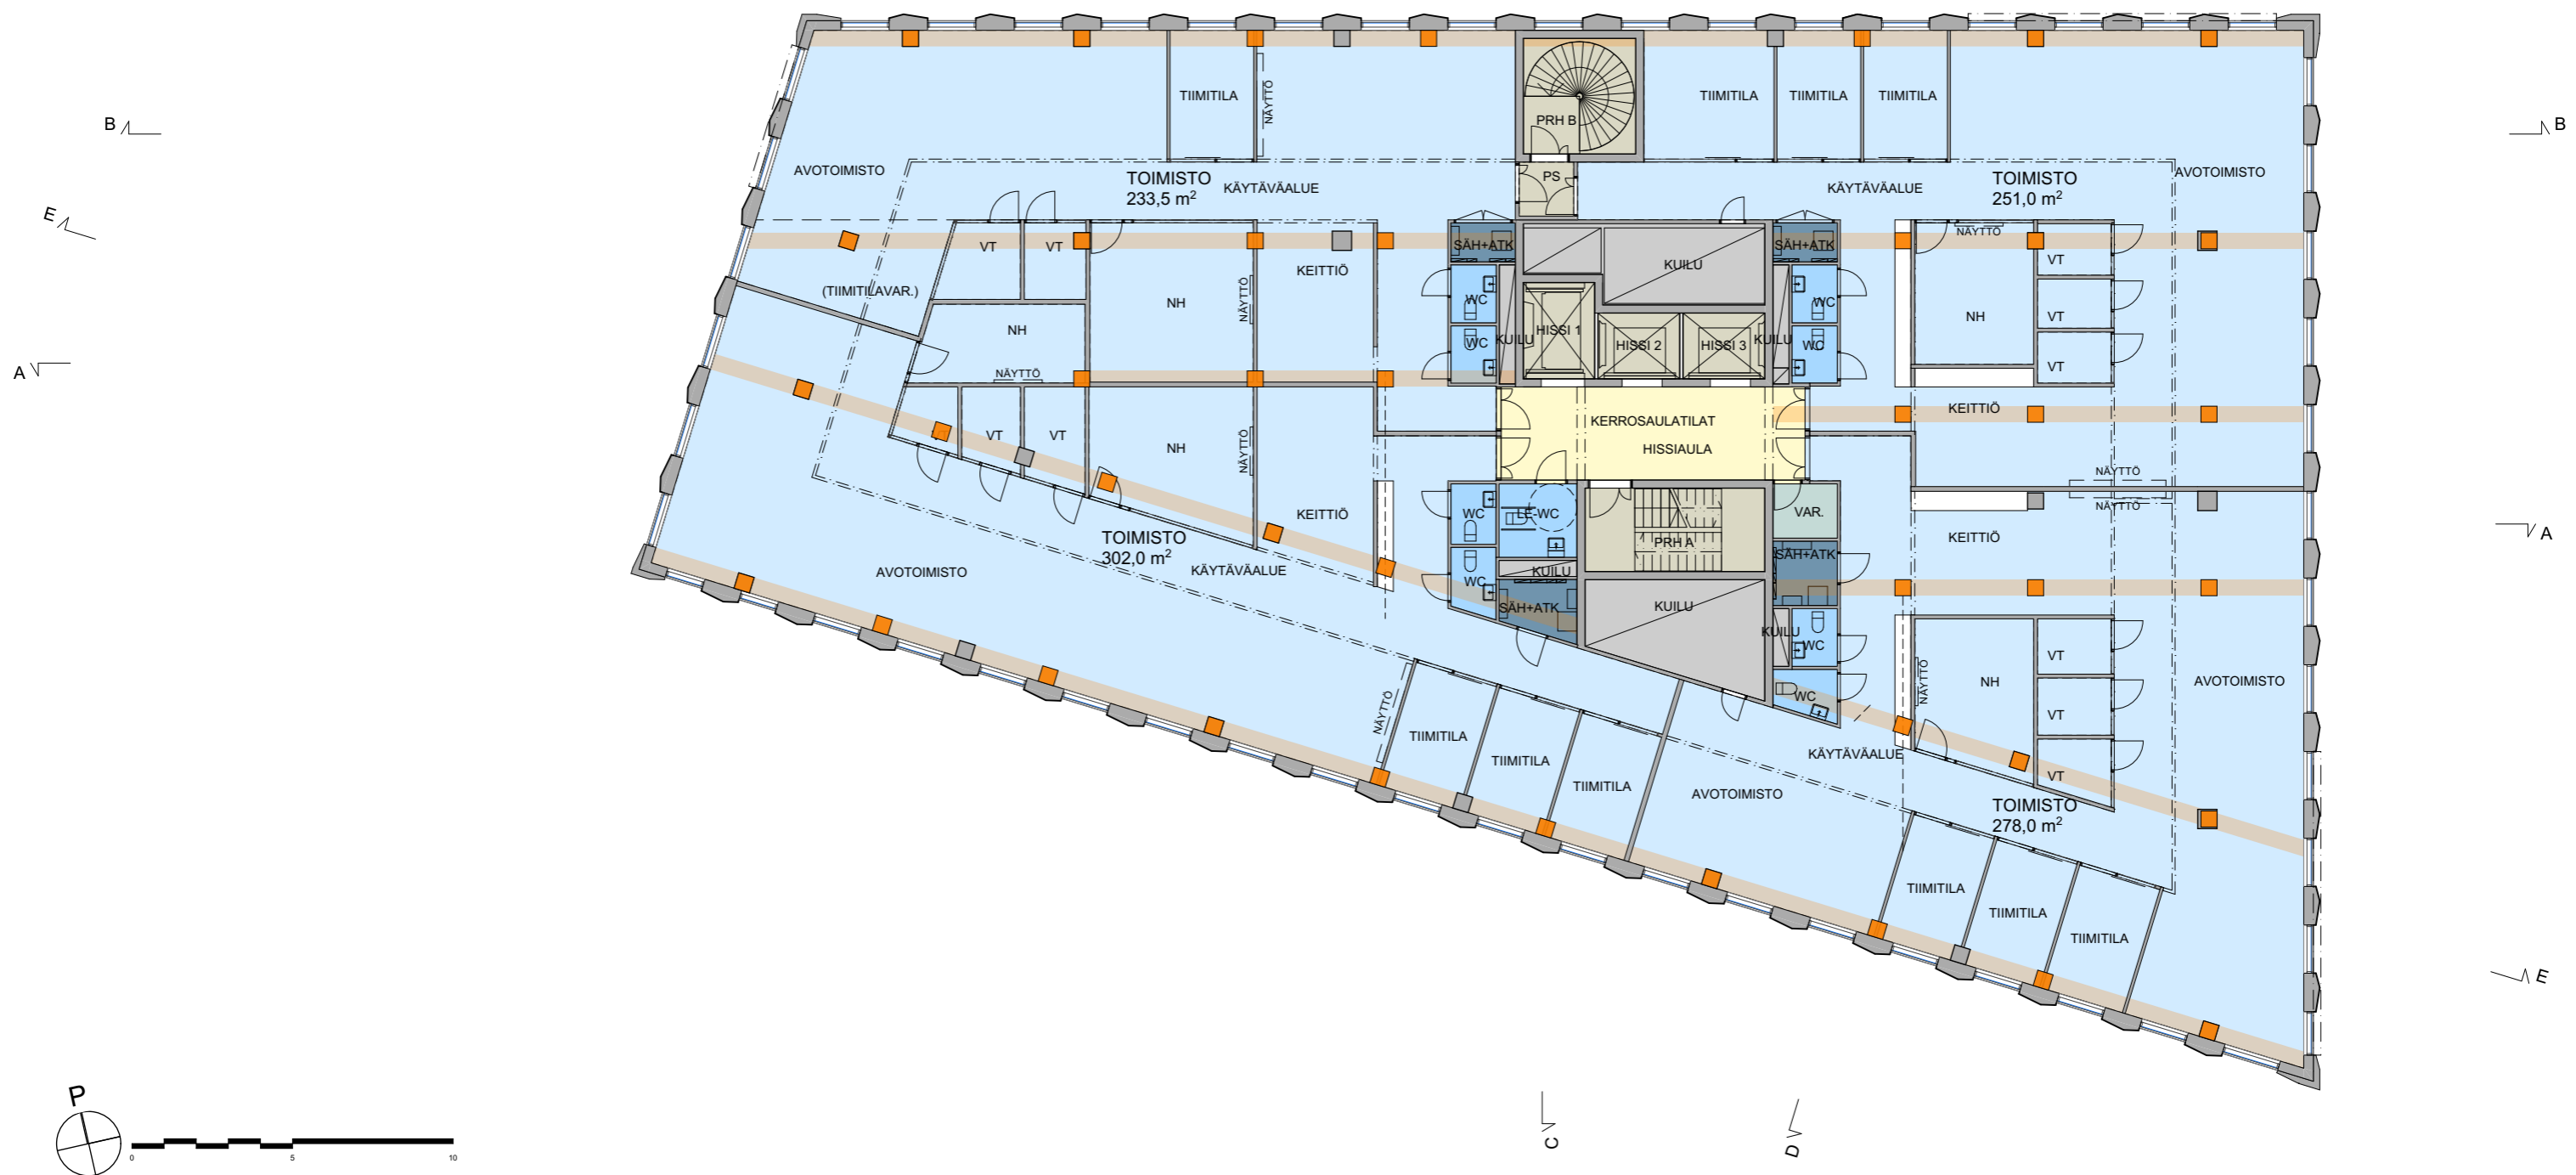 TIIMITILA
NÄYTTÖ
PRH B
TIIMITILA
TIIMITILA
TIIMITILA
B
B
AVOTOIMISTO
TOIMISTO
233,5 m²
KÄYTÄVÄALUE
PS
KÄYTÄVÄALUE
TOIMISTO
251,0 m²
AVOTOIMISTO
E
VT
VT
SÄH+ATK
SÄH+ATK
NÄYTTÖ
VT
KEITTIÖ
KUILU
(TIIMITILAVAR.)
NH
NÄYTTÖ
WC
WC
NH
VT
NH
HISSI 1
WC
KUILU
HISSI 2
HISSI 3
KUILU
WC
VT
A
NÄYTTÖ
KEITTIÖ
KERROSAULATILAT
HISSIAULA
VT
VT
NH
NÄYTTÖ
NÄYTTÖ
NÄYTTÖ
KEITTIÖ
WC
LE-WC
VAR.
KEITTIÖ
A
TOIMISTO
302,0 m²
PRH A
SÄH+ATK
AVOTOIMISTO
KÄYTÄVÄALUE
WC
KUILU
SÄH+ATK
KUILU
KUILU
WC
VT
NH
NÄYTTÖ
AVOTOIMISTO
WC
NÄYTTÖ
VT
TIIMITILA
TIIMITILA
TIIMITILA
AVOTOIMISTO
KÄYTÄVÄALUE
VT
TOIMISTO
278,0 m²
TIIMITILA
TIIMITILA
TIIMITILA
E
P
C
D
0
5
10